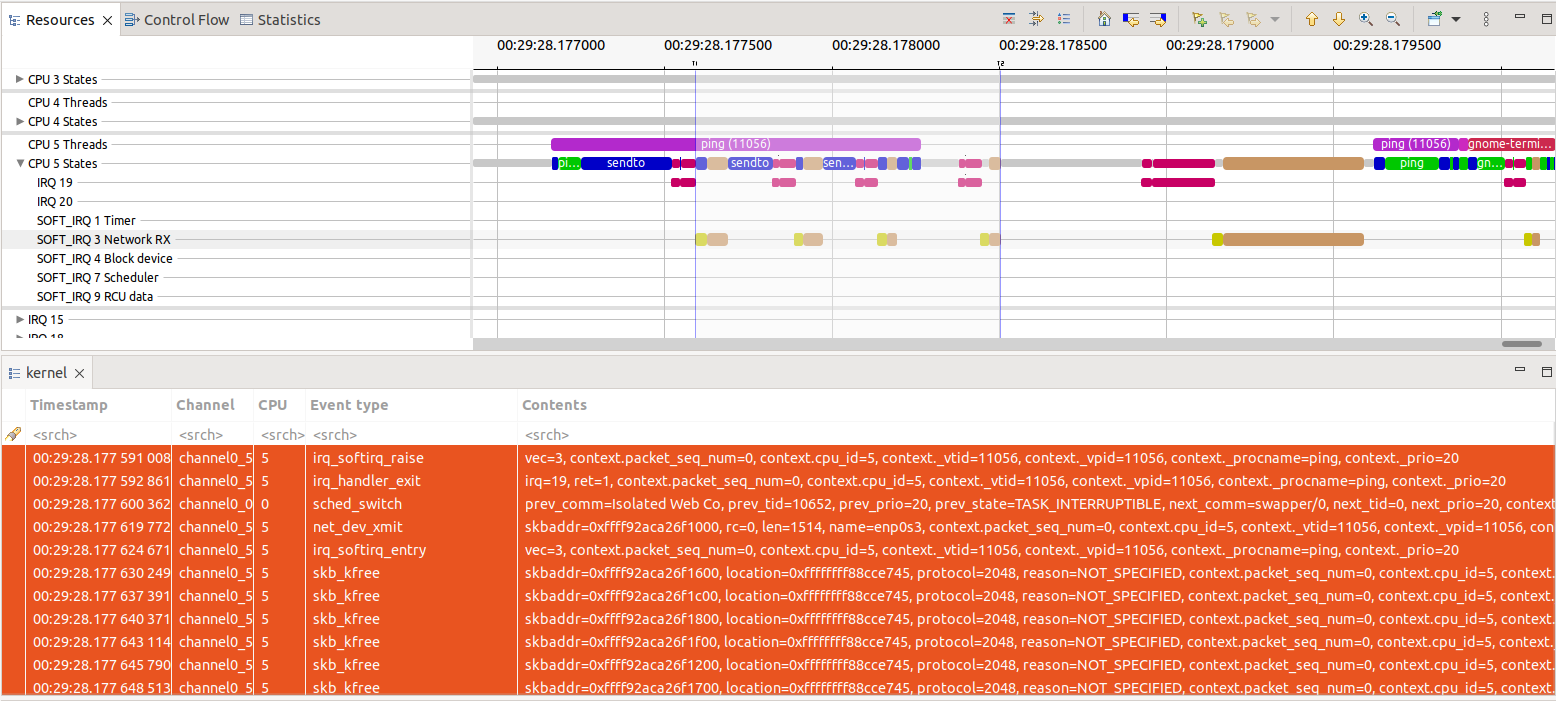 Resources Control Flow Statistics
00:29:28.177000 00:29:28.177500 00:29:28.178000 00:29:28.178500 00:29:28.179000 00:29:28.179500
T1 T2
CPU 3 States
CPU 4 Threads
CPU 4 States
CPU 5 Threads ping (11056) ping (11056) gnome-termi...
CPU 5 States pi... sendto sendto sen... ping gn...
IRQ 19
IRQ 20
SOFT_IRQ 1 Timer
SOFT_IRQ 3 Network RX
SOFT_IRQ 4 Block device
SOFT_IRQ 7 Scheduler
SOFT_IRQ 9 RCU data
IRQ 15
IRQ 18
kernel
Timestamp Channel CPU Event type Contents
<srch> <srch> <srch> <srch> <srch>
00:29:28.177 591 008 channel0_5 5 irq_softirq_raise vec=3, context.packet_seq_num=0, context.cpu_id=5, context._vtid=11056, context._vpid=11056, context._procname=ping, context._prio=20
00:29:28.177 592 861 channel0_5 5 irq_handler_exit irq=19, ret=1, context.packet_seq_num=0, context.cpu_id=5, context._vtid=11056, context._vpid=11056, context._procname=ping, context._prio=20
00:29:28.177 600 362 channel0_0 0 sched_switch prev_comm=Isolated Web Co, prev_tid=10652, prev_prio=20, prev_state=TASK_INTERRUPTIBLE, next_comm=swapper/0, next_tid=0, next_prio=20, context
00:29:28.177 619 772 channel0_5 5 net_dev_xmit skbaddr=0xffff92aca26f1000, rc=0, len=1514, name=enp0s3, context.packet_seq_num=0, context.cpu_id=5, context._vtid=11056, context._vpid=11056, con
00:29:28.177 624 671 channel0_5 5 irq_softirq_entry vec=3, context.packet_seq_num=0, context.cpu_id=5, context._vtid=11056, context._vpid=11056, context._procname=ping, context._prio=20
00:29:28.177 630 249 channel0_5 5 skb_kfree skbaddr=0xffff92aca26f1600, location=0xffffffff88cce745, protocol=2048, reason=NOT_SPECIFIED, context.packet_seq_num=0, context.cpu_id=5, context.
00:29:28.177 637 391 channel0_5 5 skb_kfree skbaddr=0xffff92aca26f1c00, location=0xffffffff88cce745, protocol=2048, reason=NOT_SPECIFIED, context.packet_seq_num=0, context.cpu_id=5, context.
00:29:28.177 640 371 channel0_5 5 skb_kfree skbaddr=0xffff92aca26f1800, location=0xffffffff88cce745, protocol=2048, reason=NOT_SPECIFIED, context.packet_seq_num=0, context.cpu_id=5, context.
00:29:28.177 643 114 channel0_5 5 skb_kfree skbaddr=0xffff92aca26f1f00, location=0xffffffff88cce745, protocol=2048, reason=NOT_SPECIFIED, context.packet_seq_num=0, context.cpu_id=5, context.
00:29:28.177 645 790 channel0_5 5 skb_kfree skbaddr=0xffff92aca26f1200, location=0xffffffff88cce745, protocol=2048, reason=NOT_SPECIFIED, context.packet_seq_num=0, context.cpu_id=5, context.
00:29:28.177 648 513 channel0_5 5 skb_kfree skbaddr=0xffff92aca26f1700, location=0xffffffff88cce745, protocol=2048, reason=NOT_SPECIFIED, context.packet_seq_num=0, context.cpu_id=5, context.